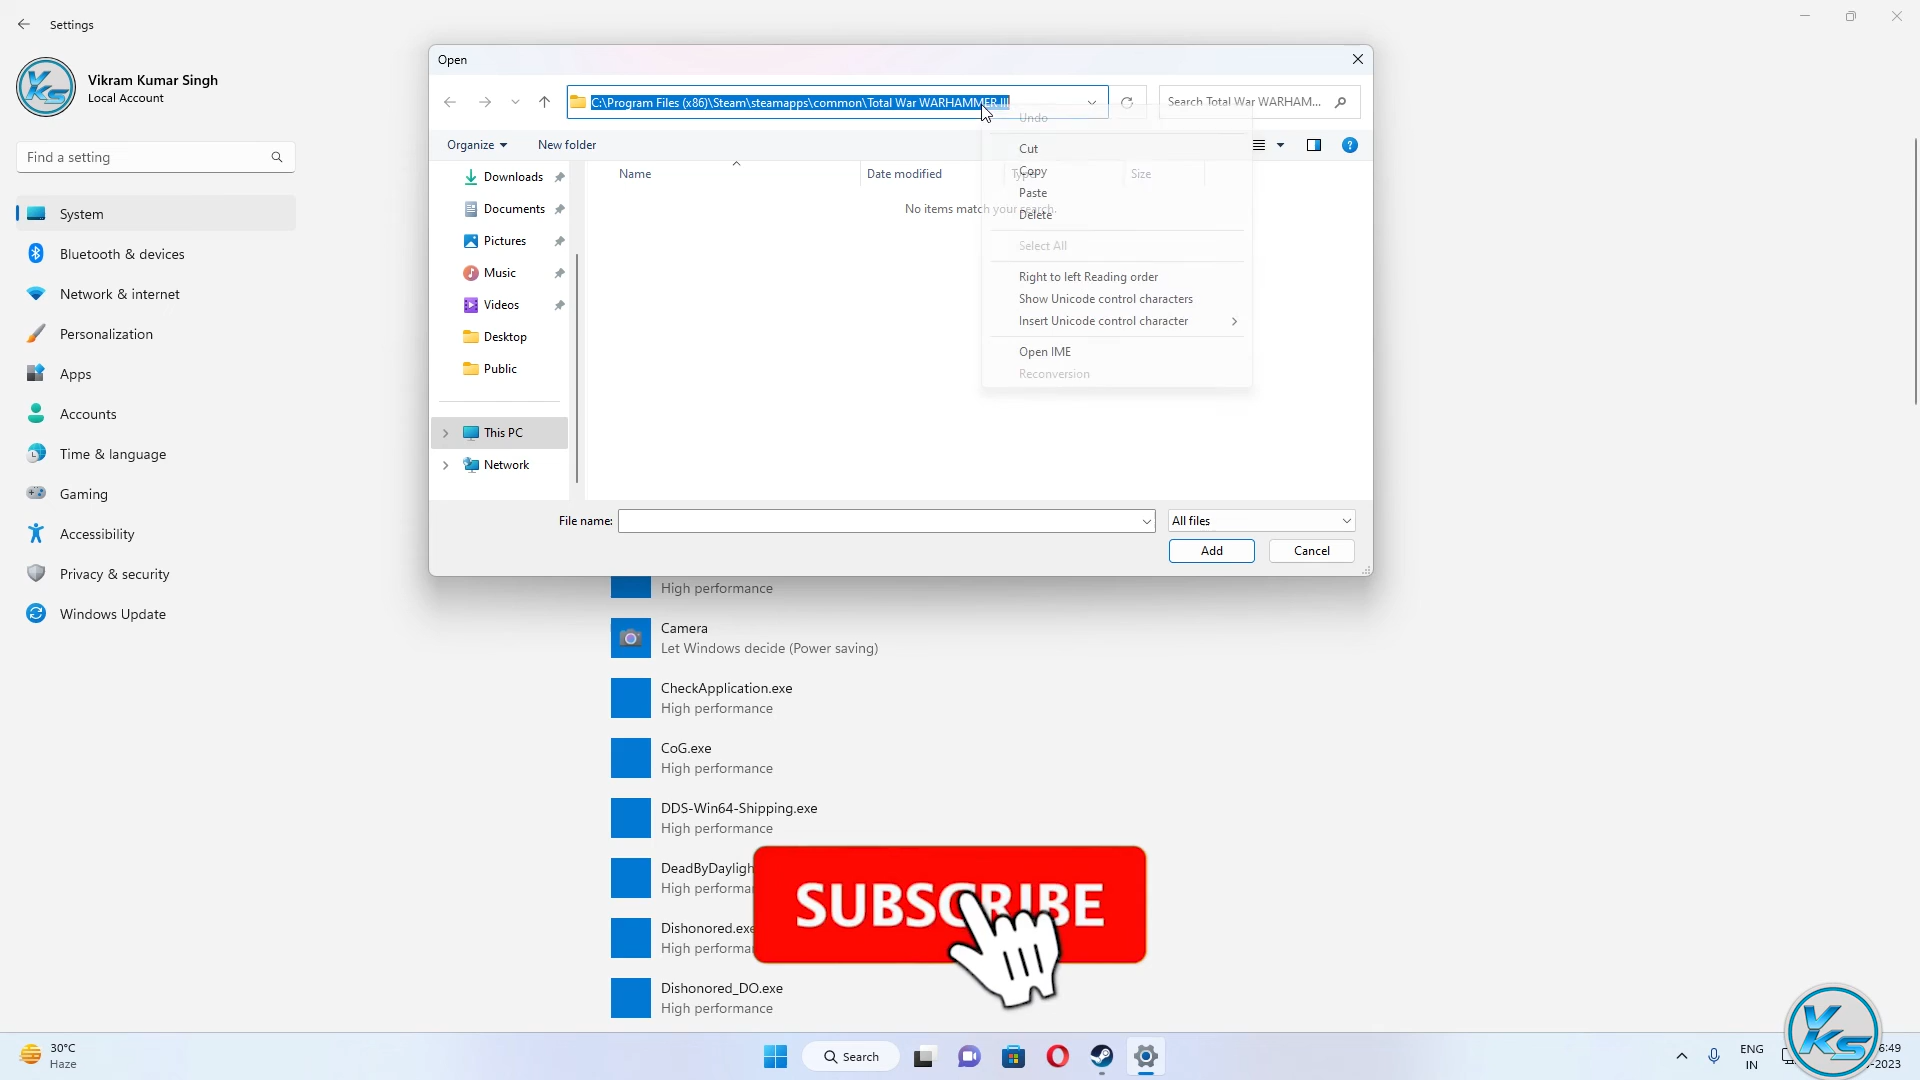 Settings
Vikram Kumar Singh
Local Account
Find a setting
System
Bluetooth & devices
Network & internet
Personalization
Apps
Accounts
Time & language
Gaming
Accessibility
Privacy & security
Windows Update
Open
C:\Program Files (x86)\Steam\steamapps\common\Total War WARHAMMER III
Search Total War WARHAM...
Organize
New folder
Name
Date modified
Type
Size
No items match your search.
Downloads
Documents
Pictures
Music
Videos
Desktop
Public
This PC
Network
Undo
Cut
Copy
Paste
Delete
Select All
Right to left Reading order
Show Unicode control characters
Insert Unicode control character
Open IME
Reconversion
File name:
All files
Add
Cancel
High performance
Camera
Let Windows decide (Power saving)
CheckApplication.exe
High performance
CoG.exe
High performance
DDS-Win64-Shipping.exe
High performance
DeadByDayligh
High performa
Dishonored.exe
High performa
Dishonored_DO.exe
High performance
SUBSCRIBE
30°C
Haze
Search
ENG
IN
6:49
-2023
YKS